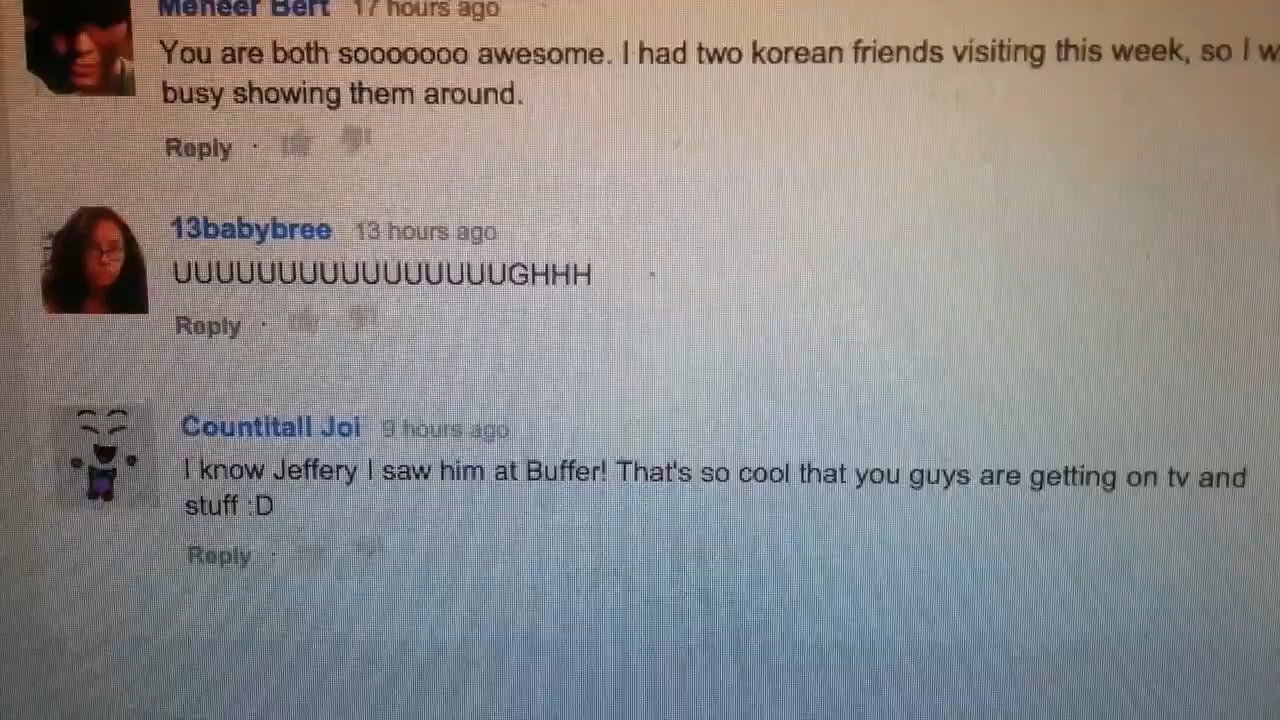 Meneer Bert 17 hours ago
You are both sooooooo awesome. I had two korean friends visiting this week, so I
busy showing them around.
Reply ·
13babybree 13 hours ago
UUUUUUUUUUUUUUUUGHHH
Reply ·
Countitall Joi 9 hours ago
I know Jeffery I saw him at Buffer! That's so cool that you guys are getting on tv and
stuff :D
Reply ·